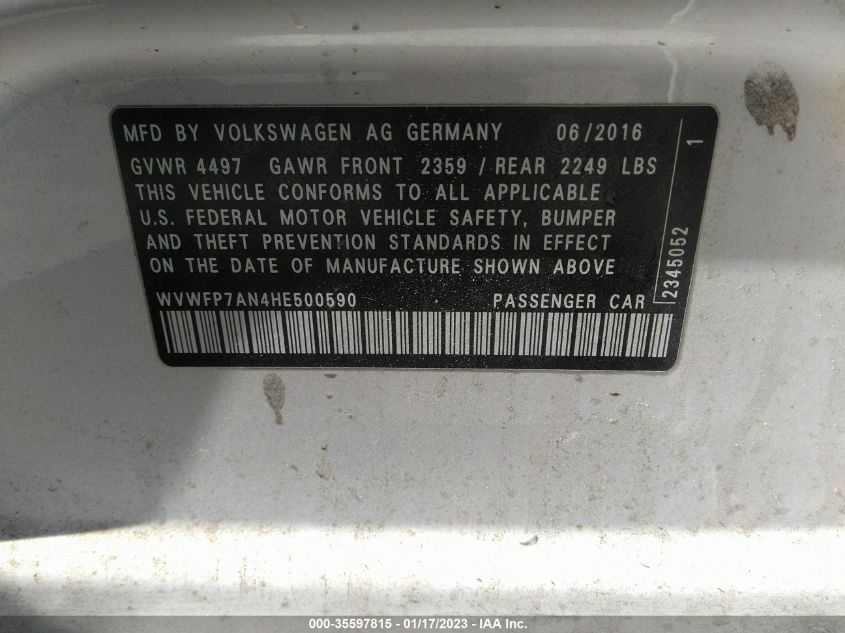 MFD BY VOLKSWAGEN AG GERMANY 06/2016
GVWR 4497 GAWR FRONT 2359 / REAR 2249 LBS
THIS VEHICLE CONFORMS TO ALL APPLICABLE
U.S. FEDERAL MOTOR VEHICLE SAFETY, BUMPER
AND THEFT PREVENTION STANDARDS IN EFFECT
ON THE DATE OF MANUFACTURE SHOWN ABOVE
WVWFP7AN4HE500590 PASSENGER CAR
2345052 1
000-35597815 - 01/17/2023 - IAA Inc.